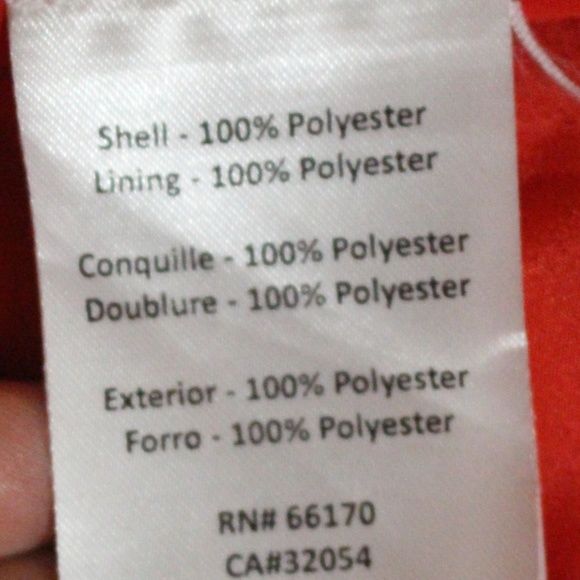 Shell - 100% Polyester
Lining - 100% Polyester
Conquille - 100% Polyester
Doublure - 100% Polyester
Exterior - 100% Polyester
Forro - 100% Polyester
RN# 66170
CA#32054